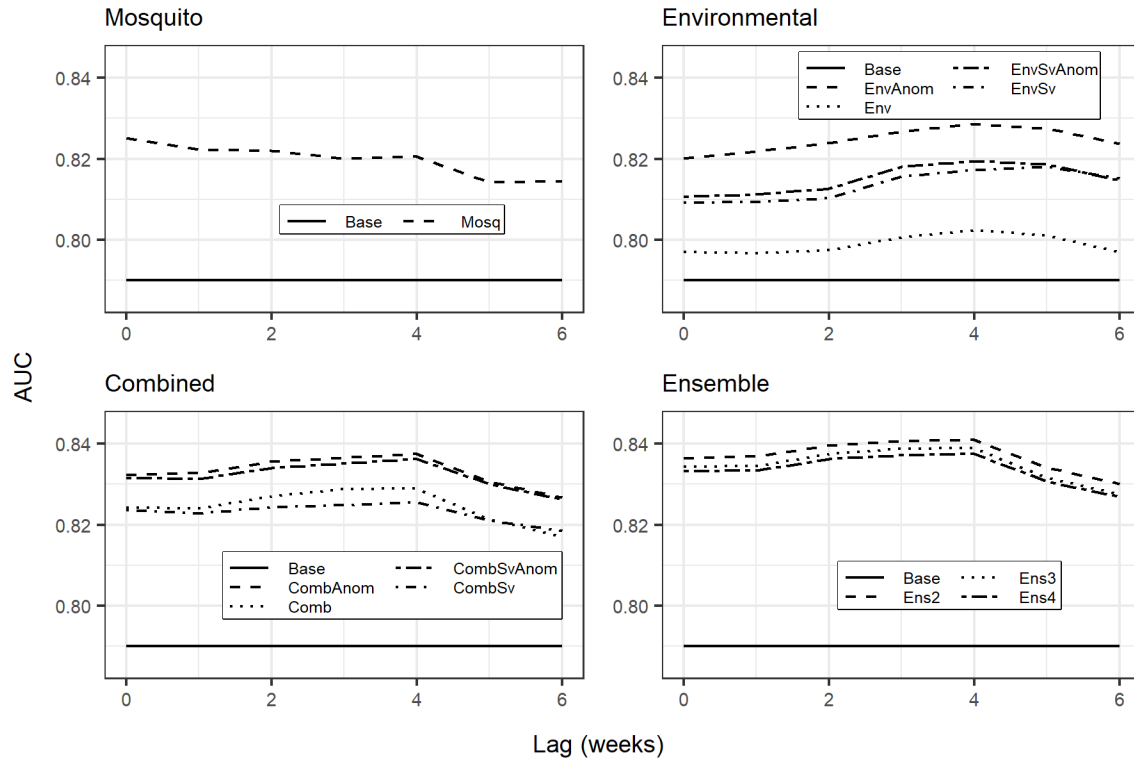 Mosquito
0.84
0.82
0.80
Base Mosq
0 2 4 6
Environmental
0.84
0.82
0.80
Base EnvSvAnom
EnvAnom EnvSv
Env
0 2 4 6
AUC
Combined
0.84
0.82
0.80
Base CombSvAnom
CombAnom CombSv
Comb
0 2 4 6
Ensemble
0.84
0.82
0.80
Base Ens3
Ens2 Ens4
0 2 4 6
Lag (weeks)